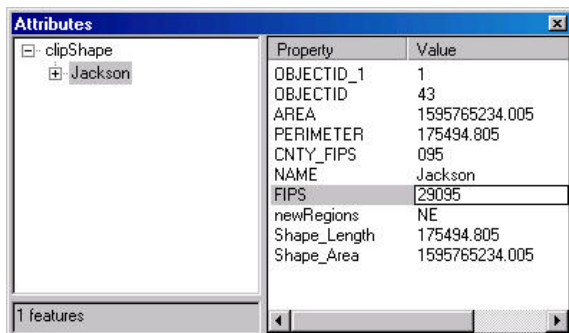 Attributes
clipShape
Jackson
Property Value
OBJECTID_1 1
OBJECTID 43
AREA 1595765234.005
PERIMETER 175494.805
CNTY_FIPS 095
NAME Jackson
FIPS 29095
newRegions NE
Shape_Length 175494.805
Shape_Area 1595765234.005
1 features